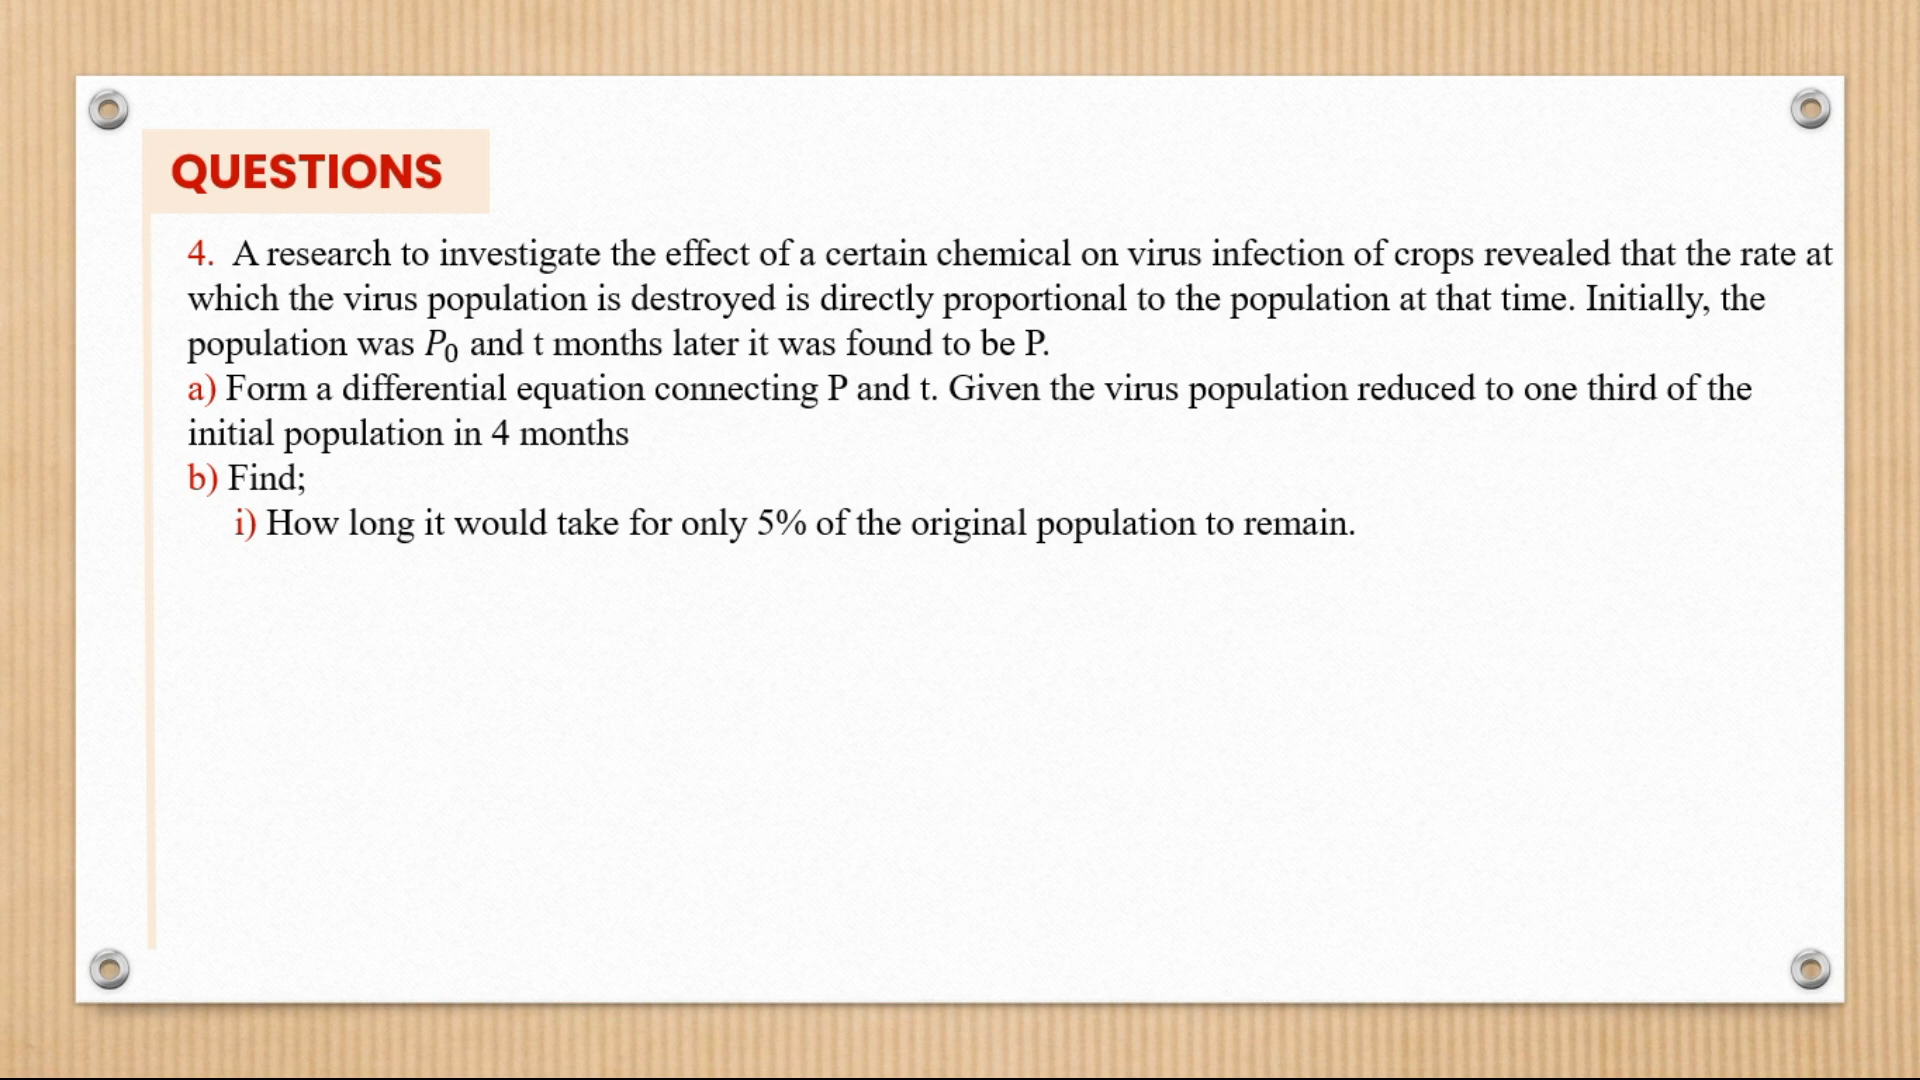 QUESTIONS
4. A research to investigate the effect of a certain chemical on virus infection of crops revealed that the rate at
which the virus population is destroyed is directly proportional to the population at that time. Initially, the
population was P₀ and t months later it was found to be P.
a) Form a differential equation connecting P and t. Given the virus population reduced to one third of the
initial population in 4 months
b) Find;
i) How long it would take for only 5% of the original population to remain.